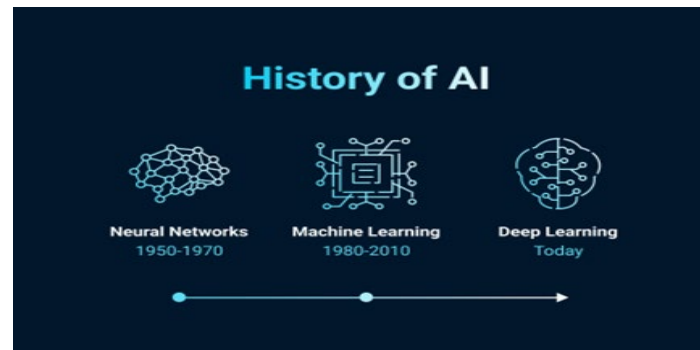 History of AI
Neural Networks
1950-1970
Machine Learning
1980-2010
Deep Learning
Today